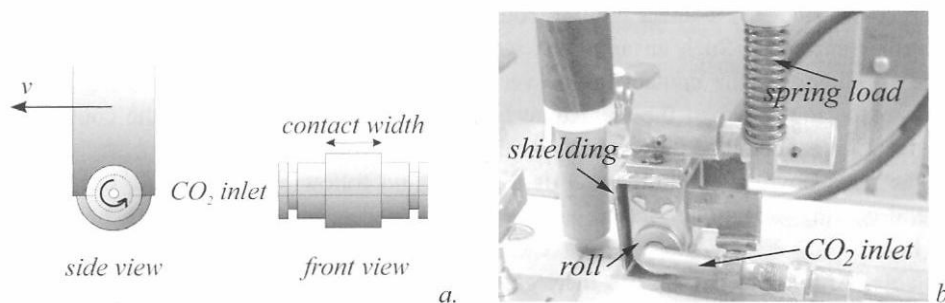 v
contact width
CO2 inlet
side view
front view
a.
spring load
shielding
roll
CO2 inlet
b